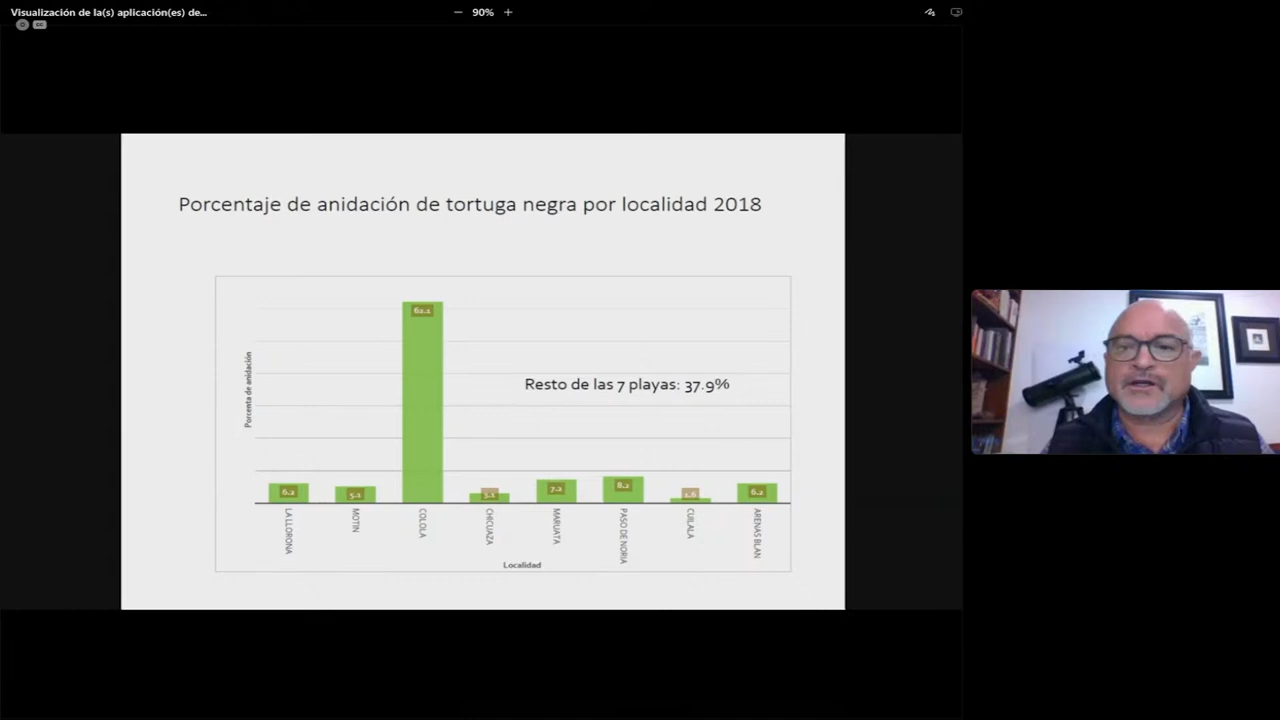 Visualización de la(s) aplicación(es) de...
90%
CC
Porcentaje de anidación de tortuga negra por localidad 2018
Porcenta de anidación
62.1
Resto de las 7 playas: 37.9%
6.2
5.1
3.1
7.2
8.2
1.6
6.2
LA LLORONA
MOTIN
COLOLA
CHICUAZA
MARUATA
PASO DE NORIA
CUILALA
ARENAS BLAN
Localidad